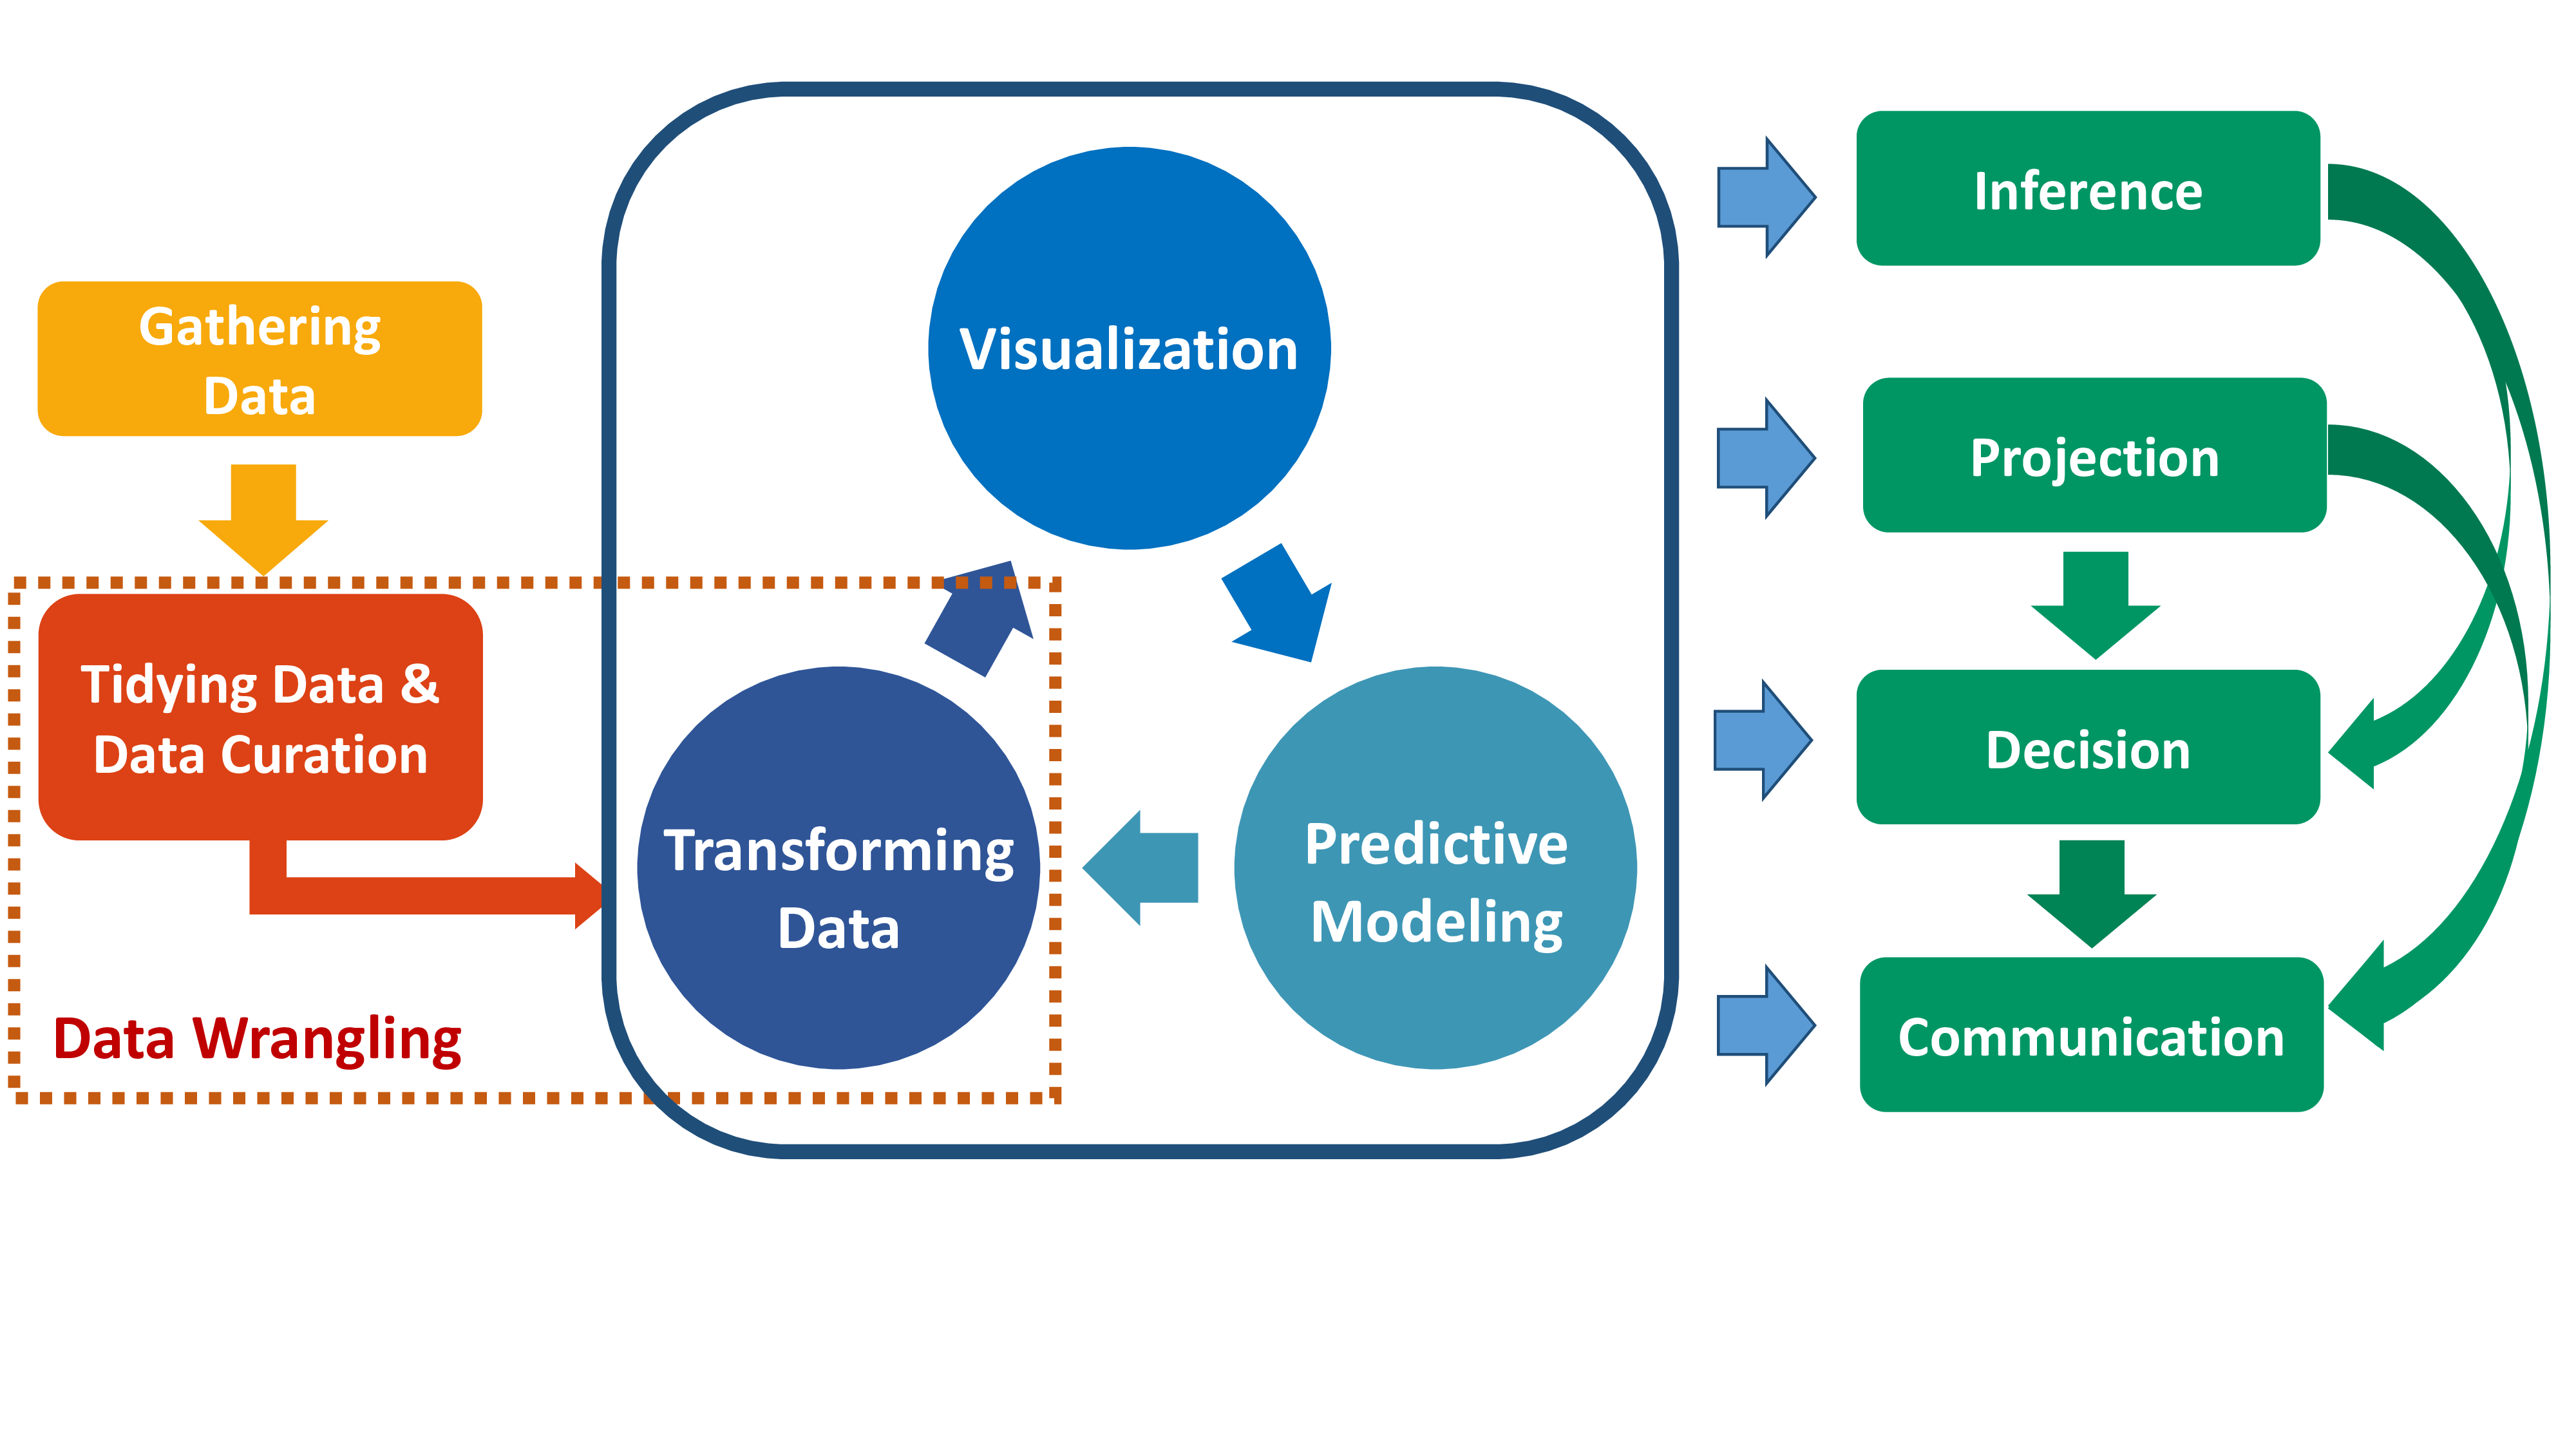 Gathering
Data
Tidying Data &
Data Curation
Data Wrangling
Visualization
Transforming
Data
Predictive
Modeling
Inference
Projection
Decision
Communication